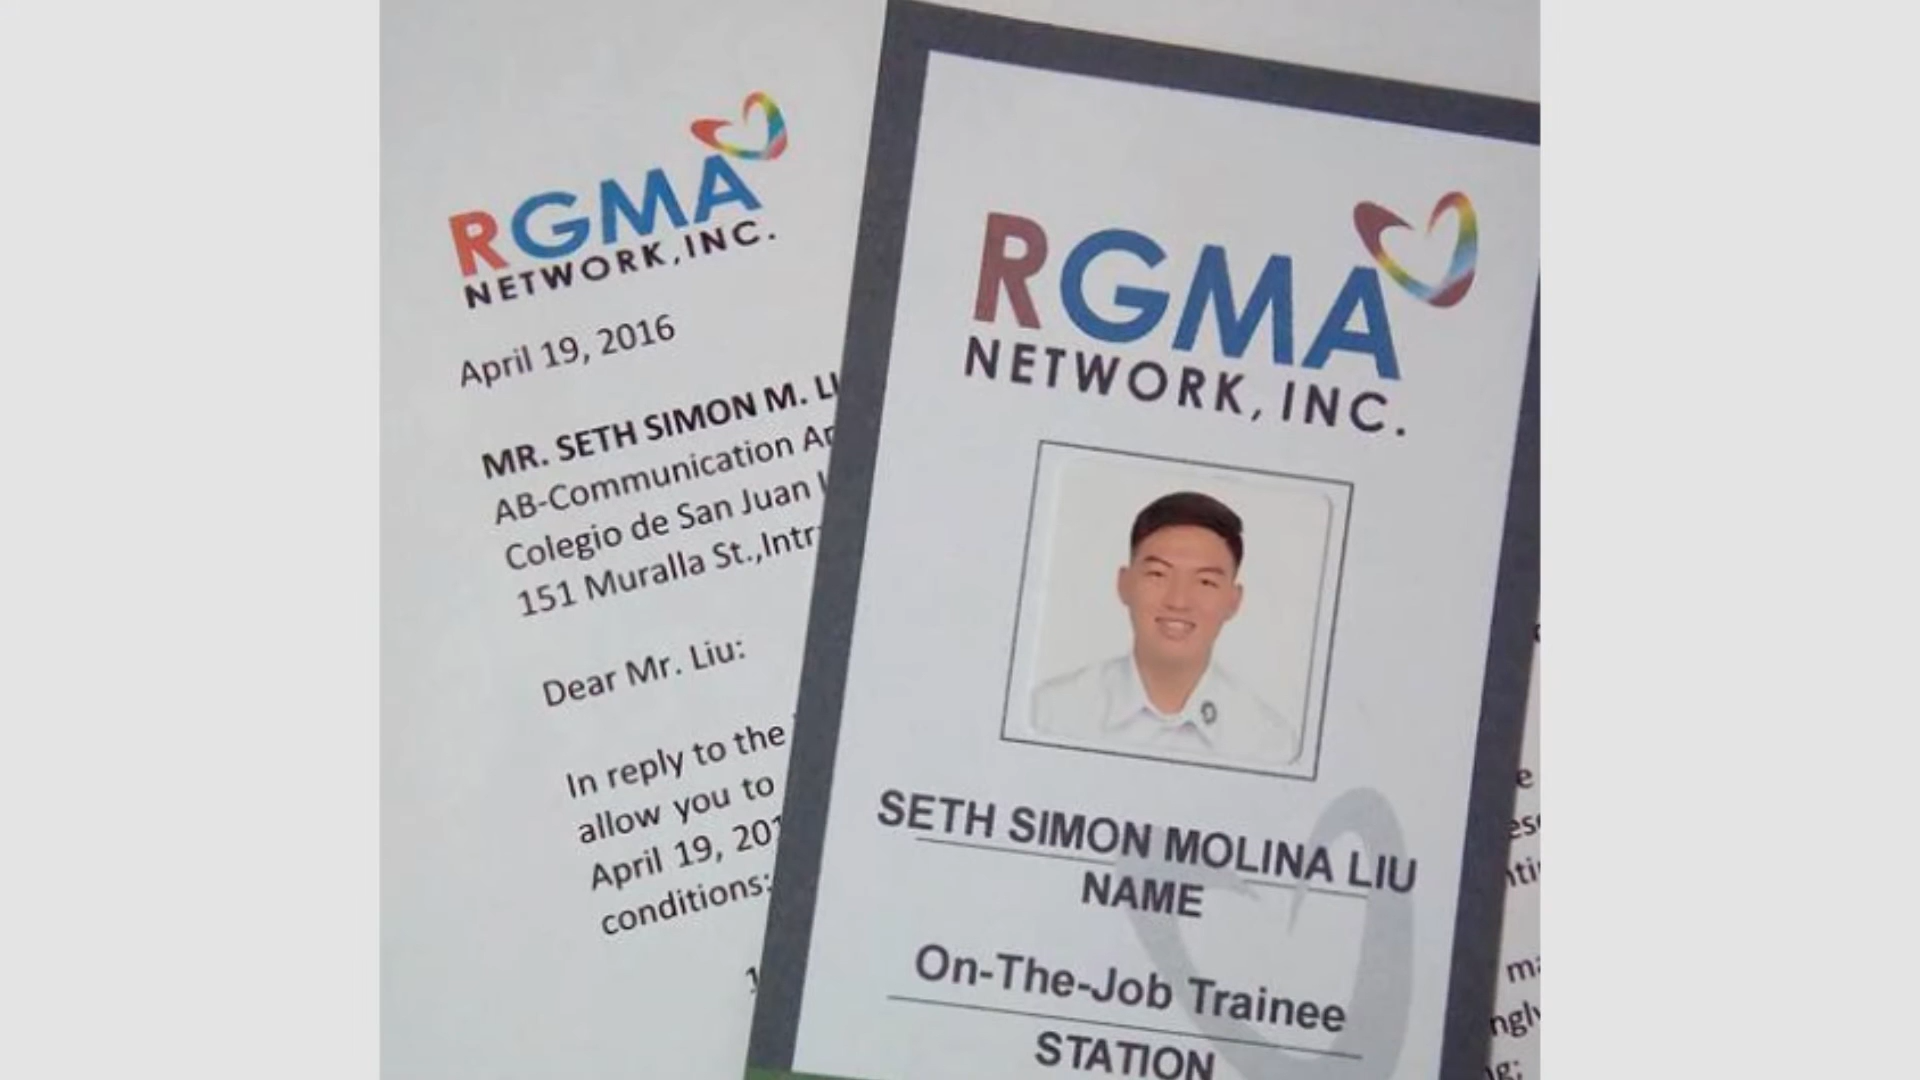 RGMA
NETWORK, INC.
April 19, 2016
MR. SETH SIMON M.
AB-Communication
Colegio de San Juan
151 Muralla St.,
Dear Mr. Liu:
In reply to the
allow you to
April 19,
conditions:
RGMA
NETWORK, INC.
SETH SIMON MOLINA LIU
NAME
On-The-Job Trainee
STATION